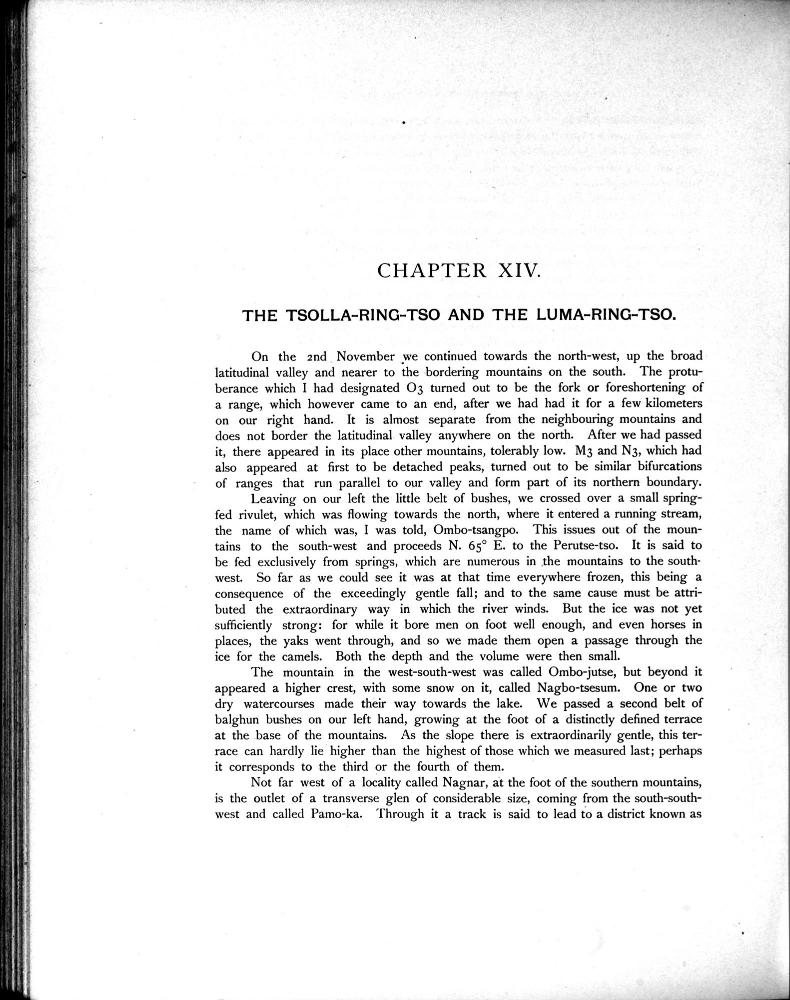 CHAPTER XIV.
THE TSOLLA-RING-TSO AND THE LUMA-RING-TSO.
On the 2nd November we continued towards the north-west, up the broad
latitudinal valley and nearer to the bordering mountains on the south. The protu-
berance which I had designated O3 turned out to be the fork or foreshortening of
a range, which however came to an end, after we had had it for a few kilometers
on our right hand. It is almost separate from the neighbouring mountains and
does not border the latitudinal valley anywhere on the north. After we had passed
it, there appeared in its place other mountains, tolerably low. M3 and N3, which had
also appeared at first to be detached peaks, turned out to be similar bifurcations
of ranges that run parallel to our valley and form part of its northern boundary.
Leaving on our left the little belt of bushes, we crossed over a small spring-
fed rivulet, which was flowing towards the north, where it entered a running stream,
the name of which was, I was told, Ombo-tsangpo. This issues out of the moun-
tains to the south-west and proceeds N. 65° E. to the Perutse-tso. It is said to
be fed exclusively from springs, which are numerous in the mountains to the south-
west. So far as we could see it was at that time everywhere frozen, this being a
consequence of the exceedingly gentle fall; and to the same cause must be attri-
buted the extraordinary way in which the river winds. But the ice was not yet
sufficiently strong: for while it bore men on foot well enough, and even horses in
places, the yaks went through, and so we made them open a passage through the
ice for the camels. Both the depth and the volume were then small.
The mountain in the west-south-west was called Ombo-jutse, but beyond it
appeared a higher crest, with some snow on it, called Nagbo-tsesum. One or two
dry watercourses made their way towards the lake. We passed a second belt of
balghun bushes on our left hand, growing at the foot of a distinctly defined terrace
at the base of the mountains. As the slope there is extraordinarily gentle, this ter-
race can hardly lie higher than the highest of those which we measured last; perhaps
it corresponds to the third or the fourth of them.
Not far west of a locality called Nagnar, at the foot of the southern mountains,
is the outlet of a transverse glen of considerable size, coming from the south-south-
west and called Pamo-ka. Through it a track is said to lead to a district known as